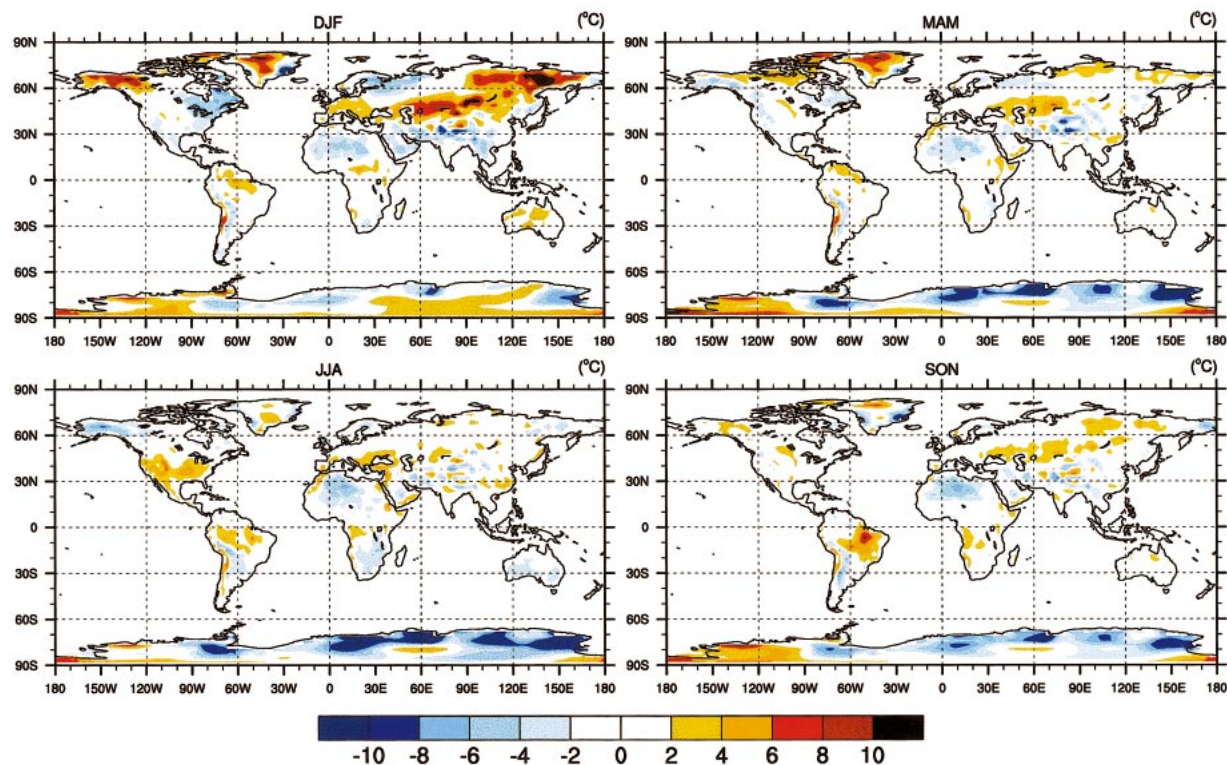 DJF (°C)
90N
60N
30N
0
30S
60S
90S
180 150W 120W 90W 60W 30W 0 30E 60E 90E 120E 150E 180
MAM (°C)
90N
60N
30N
0
30S
60S
90S
180 150W 120W 90W 60W 30W 0 30E 60E 90E 120E 150E 180
JJA (°C)
90N
60N
30N
0
30S
60S
90S
180 150W 120W 90W 60W 30W 0 30E 60E 90E 120E 150E 180
SON (°C)
90N
60N
30N
0
30S
60S
90S
180 150W 120W 90W 60W 30W 0 30E 60E 90E 120E 150E 180
-10 -8 -6 -4 -2 0 2 4 6 8 10